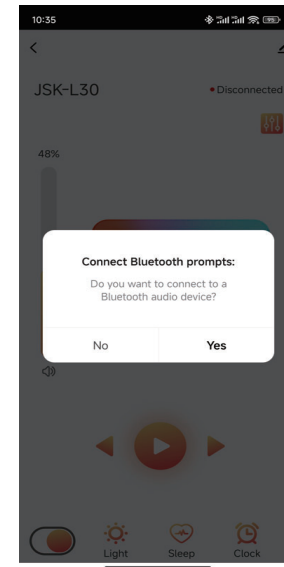 10:35
95
JSK-L30
Disconnected
48%
Connect Bluetooth prompts:
Do you want to connect to a
Bluetooth audio device?
No
Yes
Light
Sleep
Clock